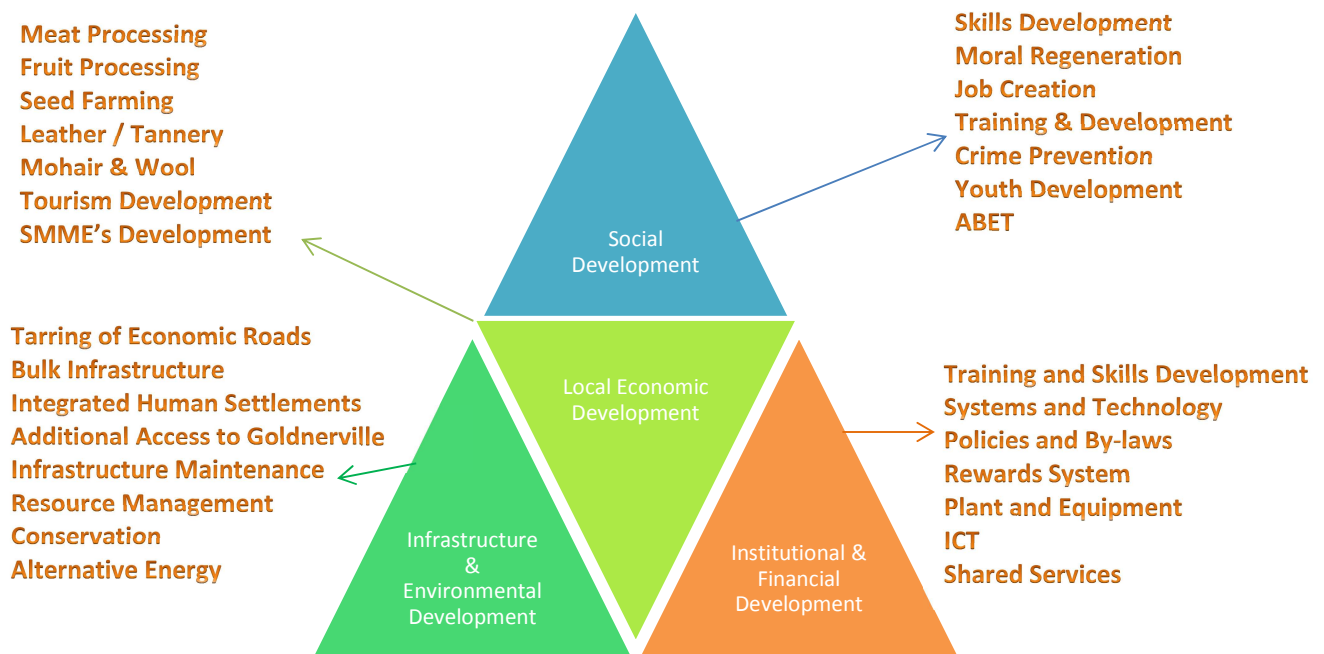 Meat Processing
Fruit Processing
Seed Farming
Leather / Tannery
Mohair & Wool
Tourism Development
SMME's Development
Skills Development
Moral Regeneration
Job Creation
Training & Development
Crime Prevention
Youth Development
ABET
Social
Development
Local Economic
Development
Tarring of Economic Roads
Bulk Infrastructure
Integrated Human Settlements
Additional Access to Goldnerville
Infrastructure Maintenance
Resource Management
Conservation
Alternative Energy
Infrastructure
&
Environmental
Development
Institutional &
Financial
Development
Training and Skills Development
Systems and Technology
Policies and By-laws
Rewards System
Plant and Equipment
ICT
Shared Services